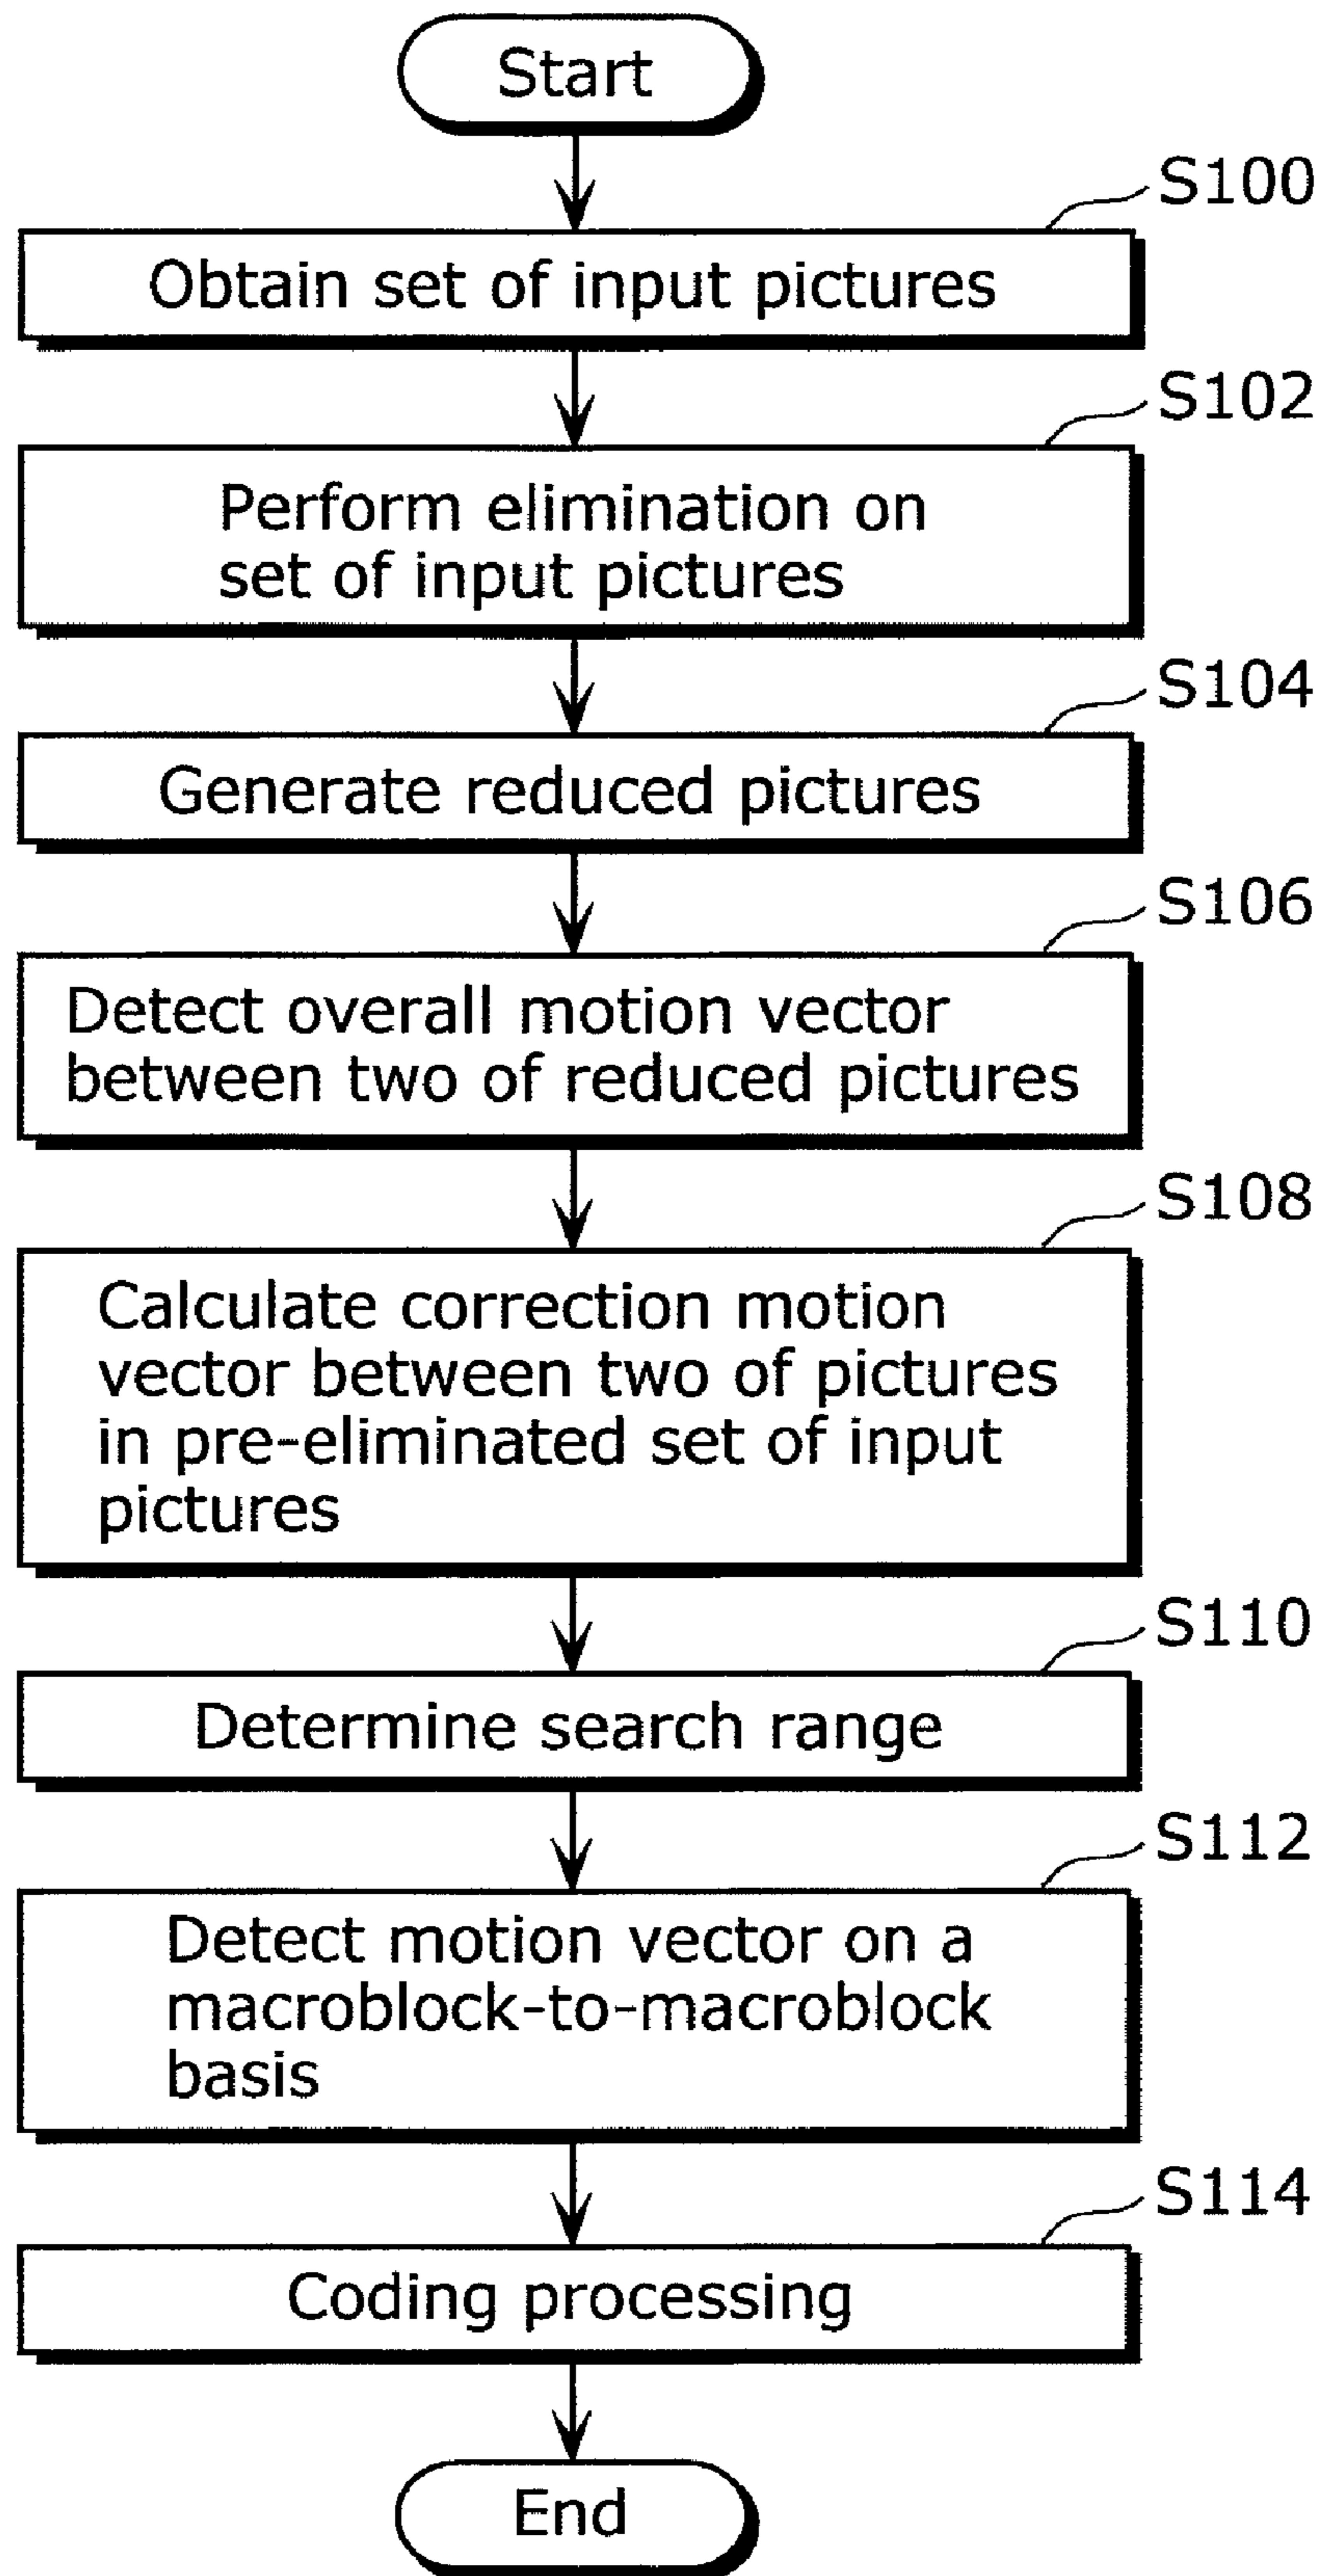 Start
S100
Obtain set of input pictures
S102
Perform elimination on
set of input pictures
S104
Generate reduced pictures
S106
Detect overall motion vector
between two of reduced pictures
S108
Calculate correction motion
vector between two of pictures
in pre-eliminated set of input
pictures
S110
Determine search range
S112
Detect motion vector on a
macroblock-to-macroblock
basis
S114
Coding processing
End